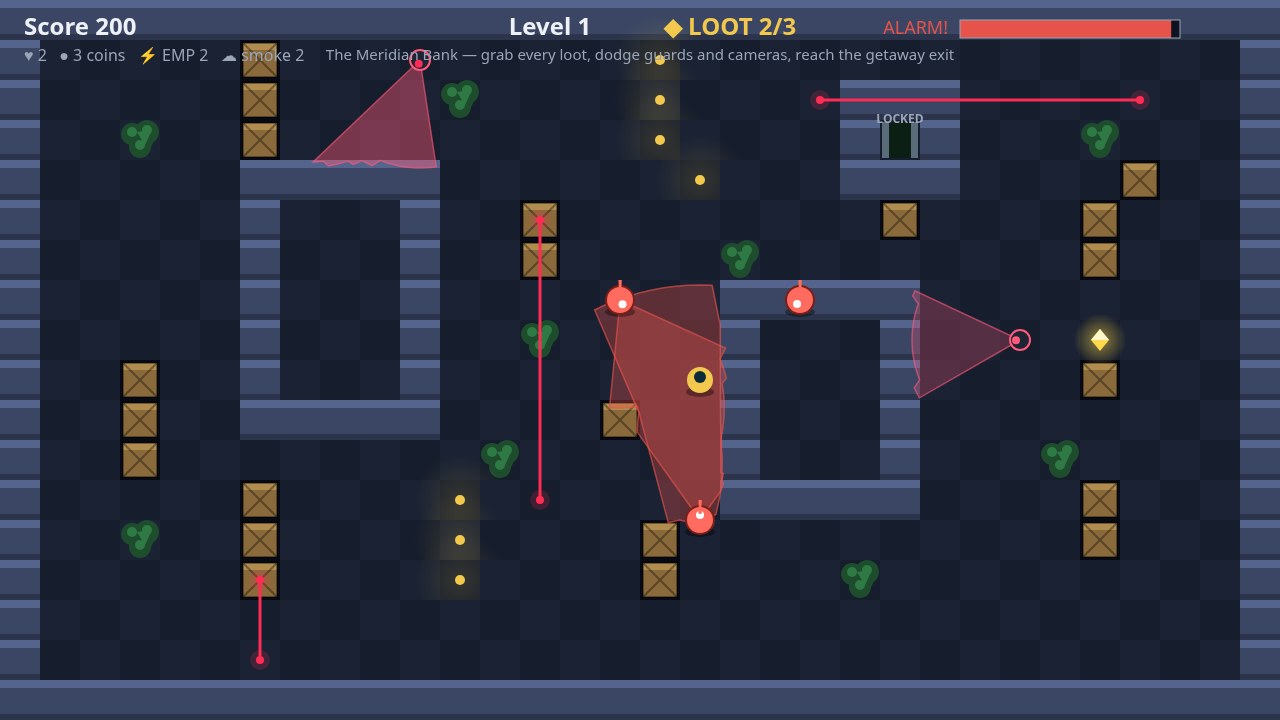 Score 200
Level 1
◆ LOOT 2/3
ALARM!
♥ 2 ● 3 coins ⚡ EMP 2 ☁ smoke 2 The Meridian Bank — grab every loot, dodge guards and cameras, reach the getaway exit
LOCKED